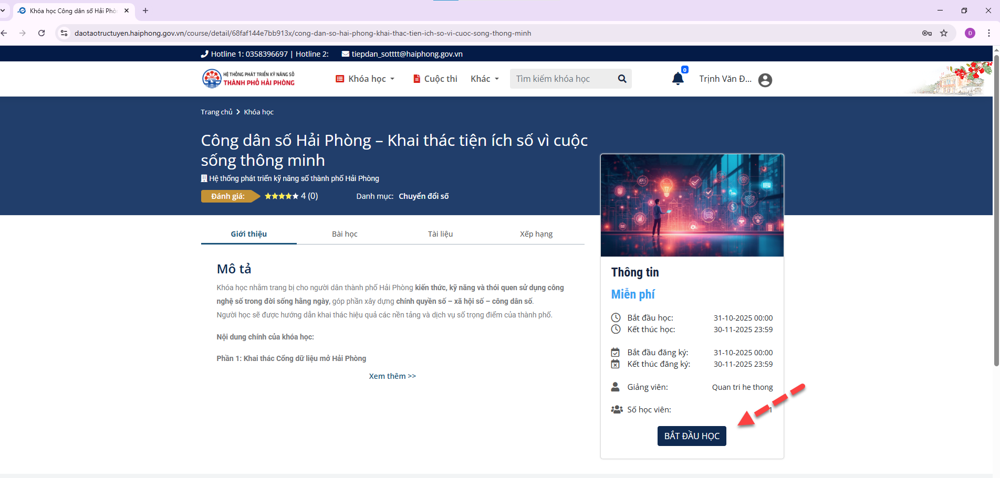 Khóa học Công dân số Hải Phò
daotaotructuyen.haiphong.gov.vn/course/detail/68faf144e7bb913x/cong-dan-so-hai-phong-khai-thac-tien-ich-so-vi-cuoc-song-thong-minh
Đ
Hotline 1: 0358396697 | Hotline 2: tiepdan_sotttt@haiphong.gov.vn
HỆ THỐNG PHÁT TRIỂN KỸ NĂNG SỐ
THÀNH PHỐ HẢI PHÒNG
Khóa học Cuộc thi Khác Tìm kiếm khóa học 0 Trịnh Văn Đ...
Trang chủ > Khóa học
Công dân số Hải Phòng – Khai thác tiện ích số vì cuộc
sống thông minh
Hệ thống phát triển kỹ năng số thành phố Hải Phòng
Đánh giá: 4 (0) Danh mục: Chuyển đổi số
Giới thiệu Bài học Tài liệu Xếp hạng
Mô tả
Khóa học nhằm trang bị cho người dân thành phố Hải Phòng kiến thức, kỹ năng và thói quen sử dụng công
nghệ số trong đời sống hằng ngày, góp phần xây dựng chính quyền số – xã hội số – công dân số.
Người học sẽ được hướng dẫn khai thác hiệu quả các nền tảng và dịch vụ số trọng điểm của thành phố.
Nội dung chính của khóa học:
Phần 1: Khai thác Cổng dữ liệu mở Hải Phòng
Xem thêm >>
Thông tin
Miễn phí
Bắt đầu học: 31-10-2025 00:00
Kết thúc học: 30-11-2025 23:59
Bắt đầu đăng ký: 31-10-2025 00:00
Kết thúc đăng ký: 30-11-2025 23:59
Giảng viên: Quan tri he thong
Số học viên: 1
BẮT ĐẦU HỌC